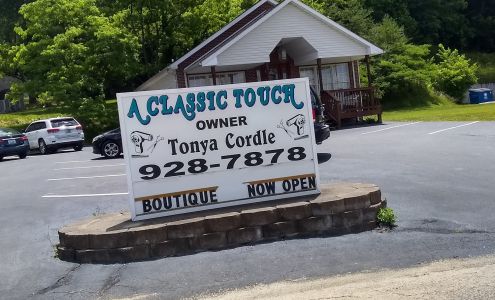 A CLASSIC TOUCH
OWNER
Tonya Cordle
928-7878
BOUTIQUE NOW OPEN